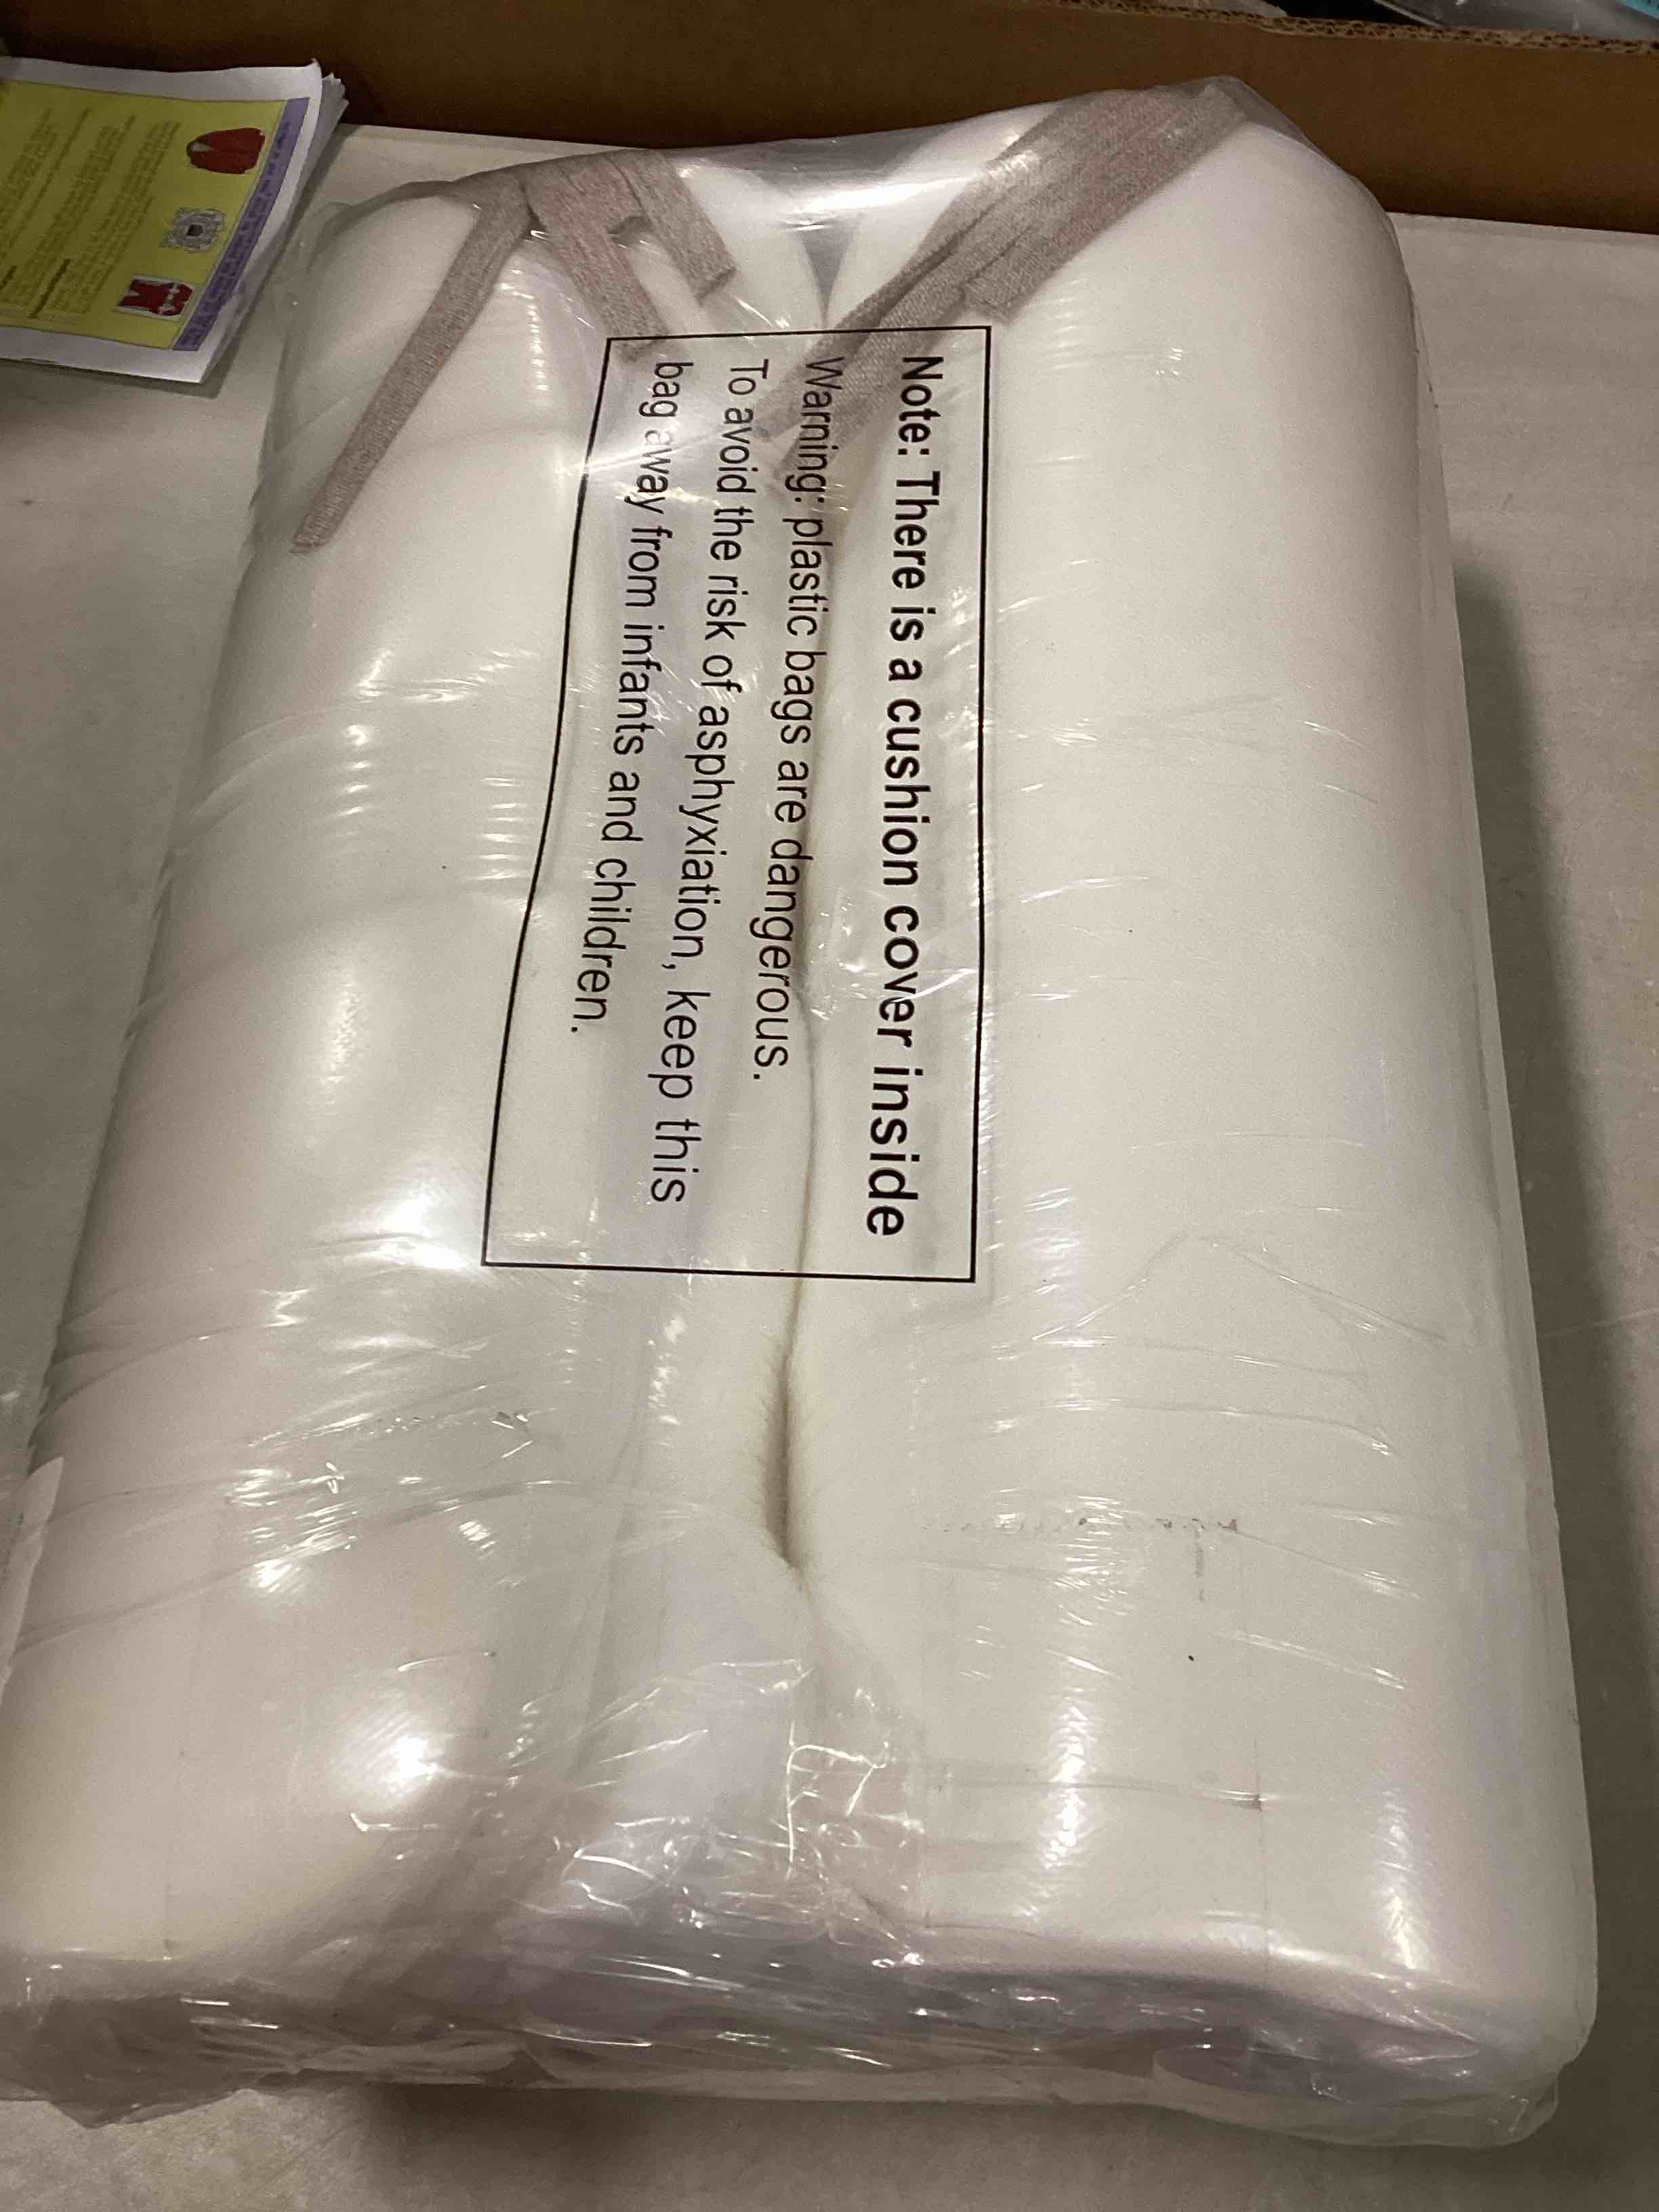 Note: There is a cushion cover inside
Warning: plastic bags are dangerous.
To avoid the risk of asphyxiation, keep this
bag away from infants and children.